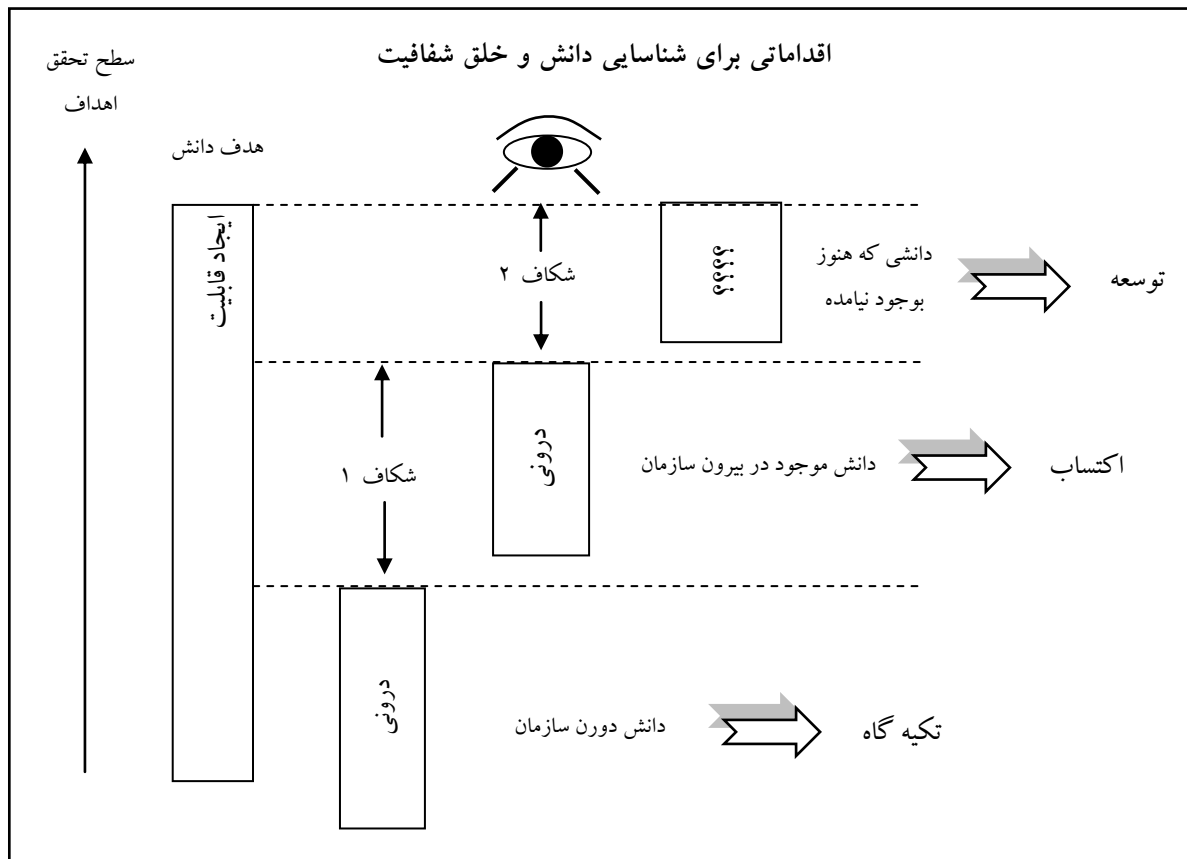 اقداماتی برای شناسایی دانش و خلق شفافیت
سطح تحقق
اهداف
هدف دانش
ایجاد قابلیت
شکاف ۲
؟؟؟؟؟
دانشی که هنوز
بوجود نیامده
توسعه
شکاف ۱
درونی
دانش موجود در بیرون سازمان
اکتساب
درونی
دانش دورن سازمان
تکیه گاه